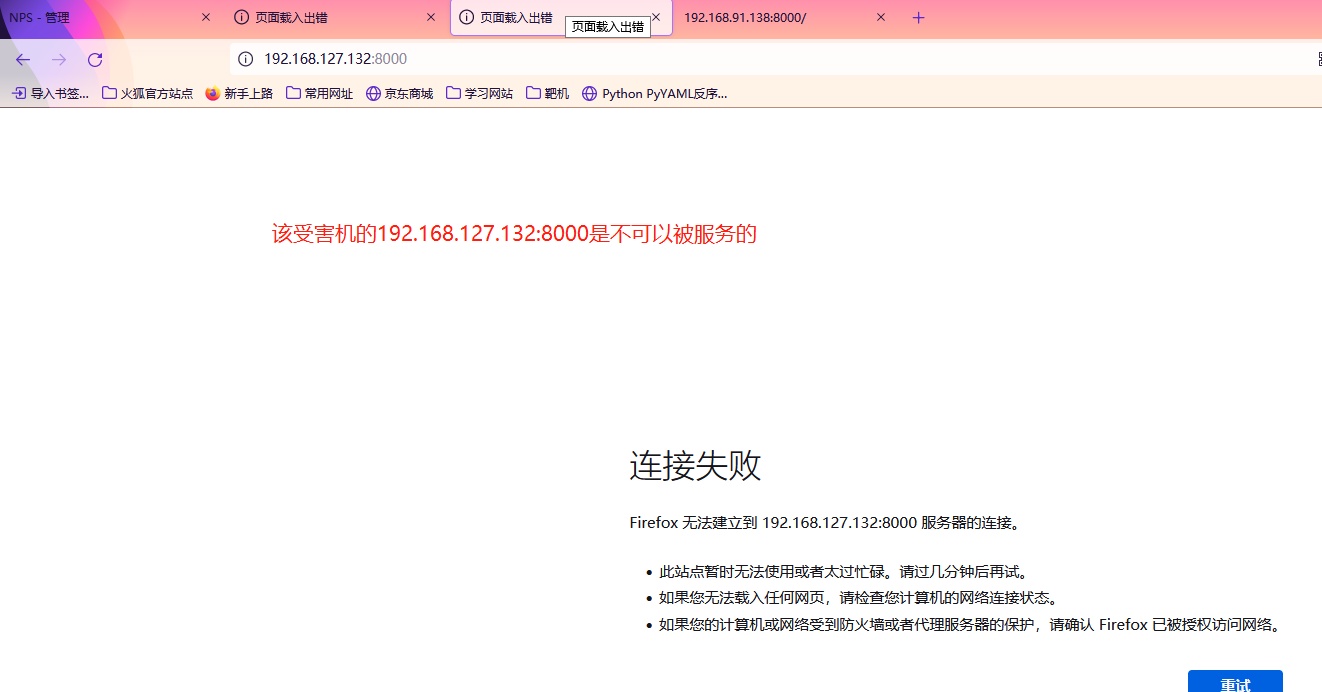 NPS - 管理
页面载入出错
页面载入出错
页面载入出错
192.168.91.138:8000/
192.168.127.132:8000
导入书签...
火狐官方站点
新手上路
常用网址
京东商城
学习网站
靶机
Python PyYAML反序...
该受害机的192.168.127.132:8000是不可以被服务的
连接失败
Firefox 无法建立到 192.168.127.132:8000 服务器的连接。
此站点暂时无法使用或者太过忙碌。请过几分钟后再试。
如果您无法载入任何网页，请检查您计算机的网络连接状态。
如果您的计算机或网络受到防火墙或者代理服务器的保护，请确认 Firefox 已被授权访问网络。
重试